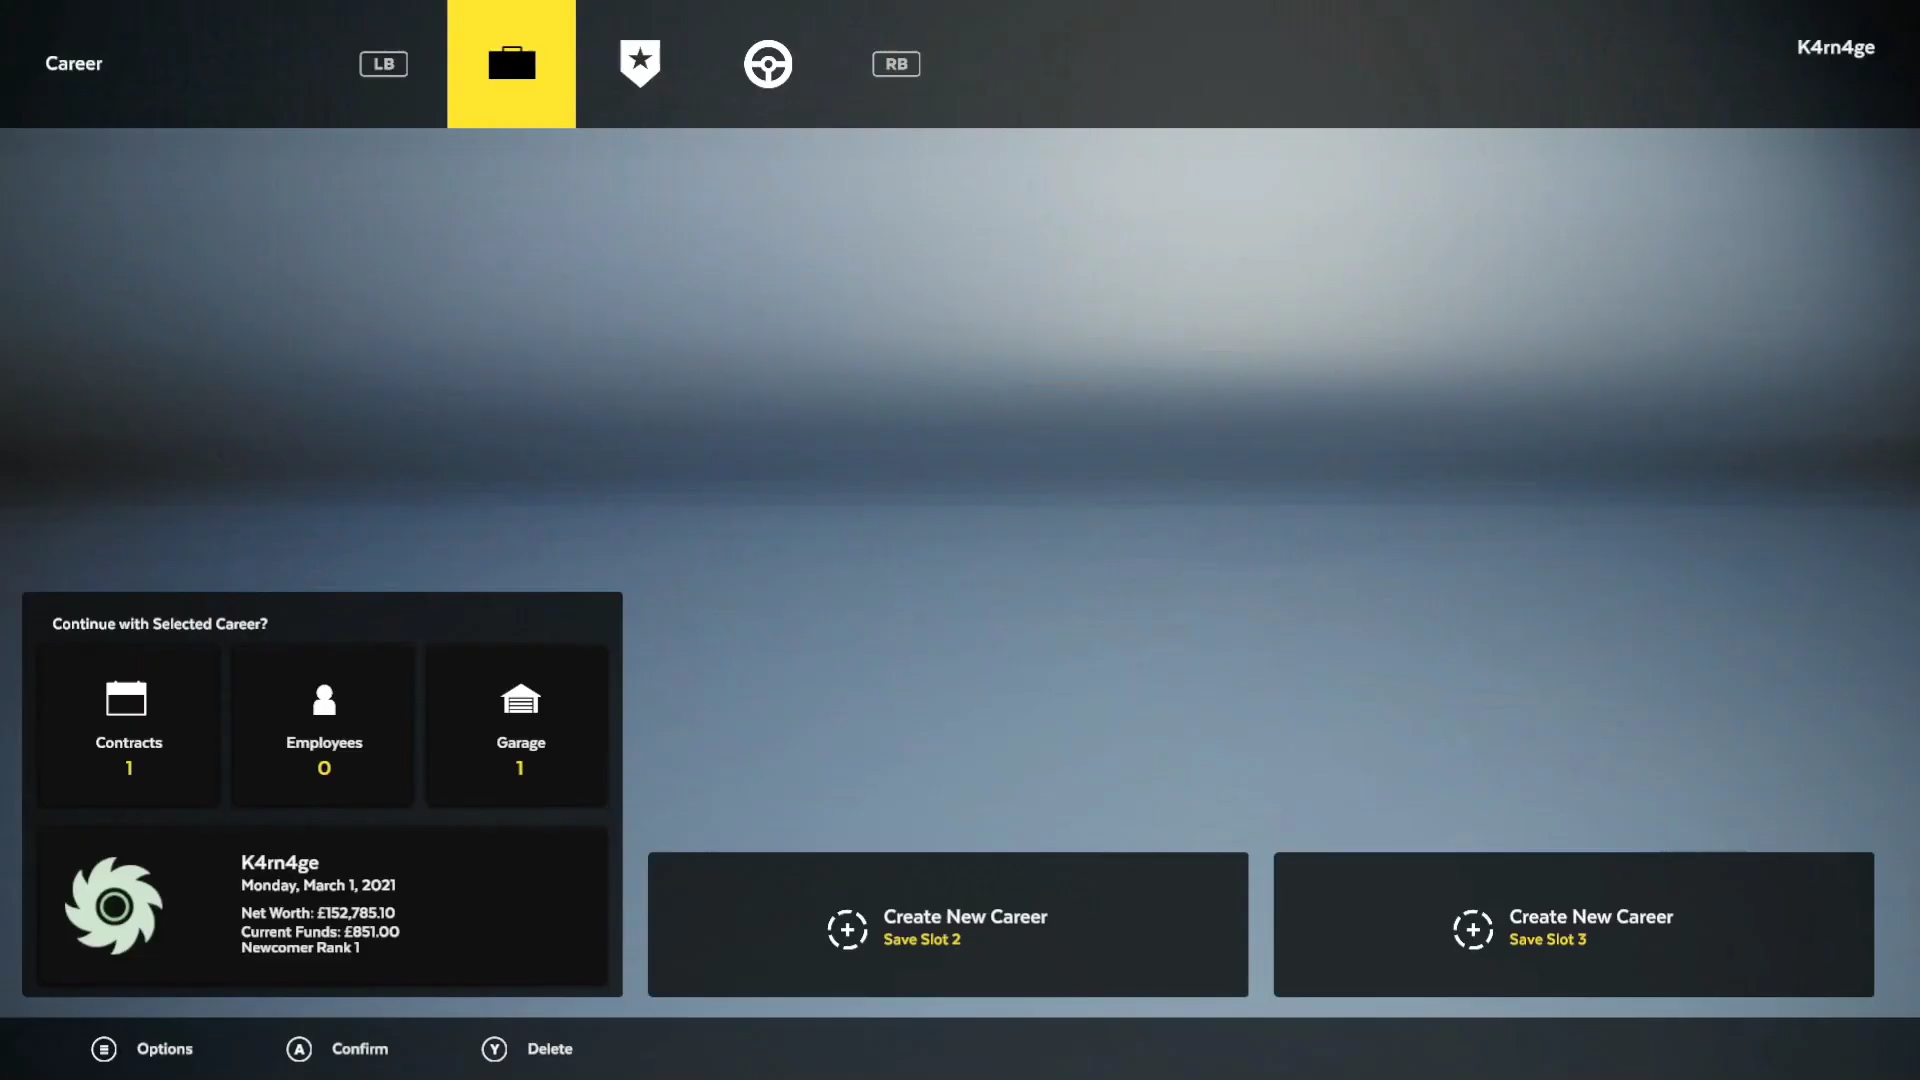 Career
LB
RB
K4rn4ge
Continue with Selected Career?
Contracts
1
Employees
0
Garage
1
K4rn4ge
Monday, March 1, 2021
Net Worth: £152,785.10
Current Funds: £851.00
Newcomer Rank 1
Create New Career
Save Slot 2
Create New Career
Save Slot 3
Options
A Confirm
Y Delete